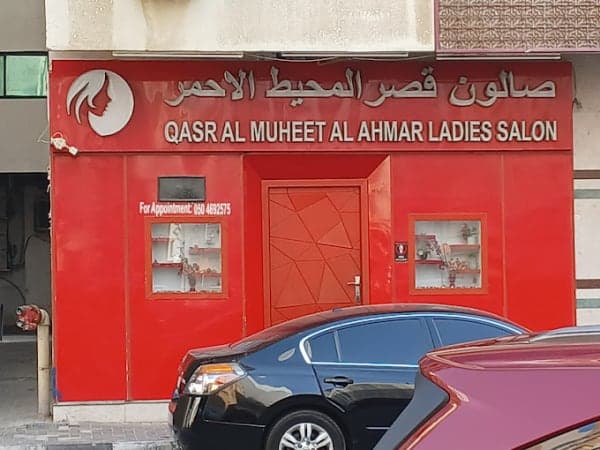 صالون قصر المحيط الاحمر
QASR AL MUHEET AL AHMAR LADIES SALON
For Appointment: 050 4692575